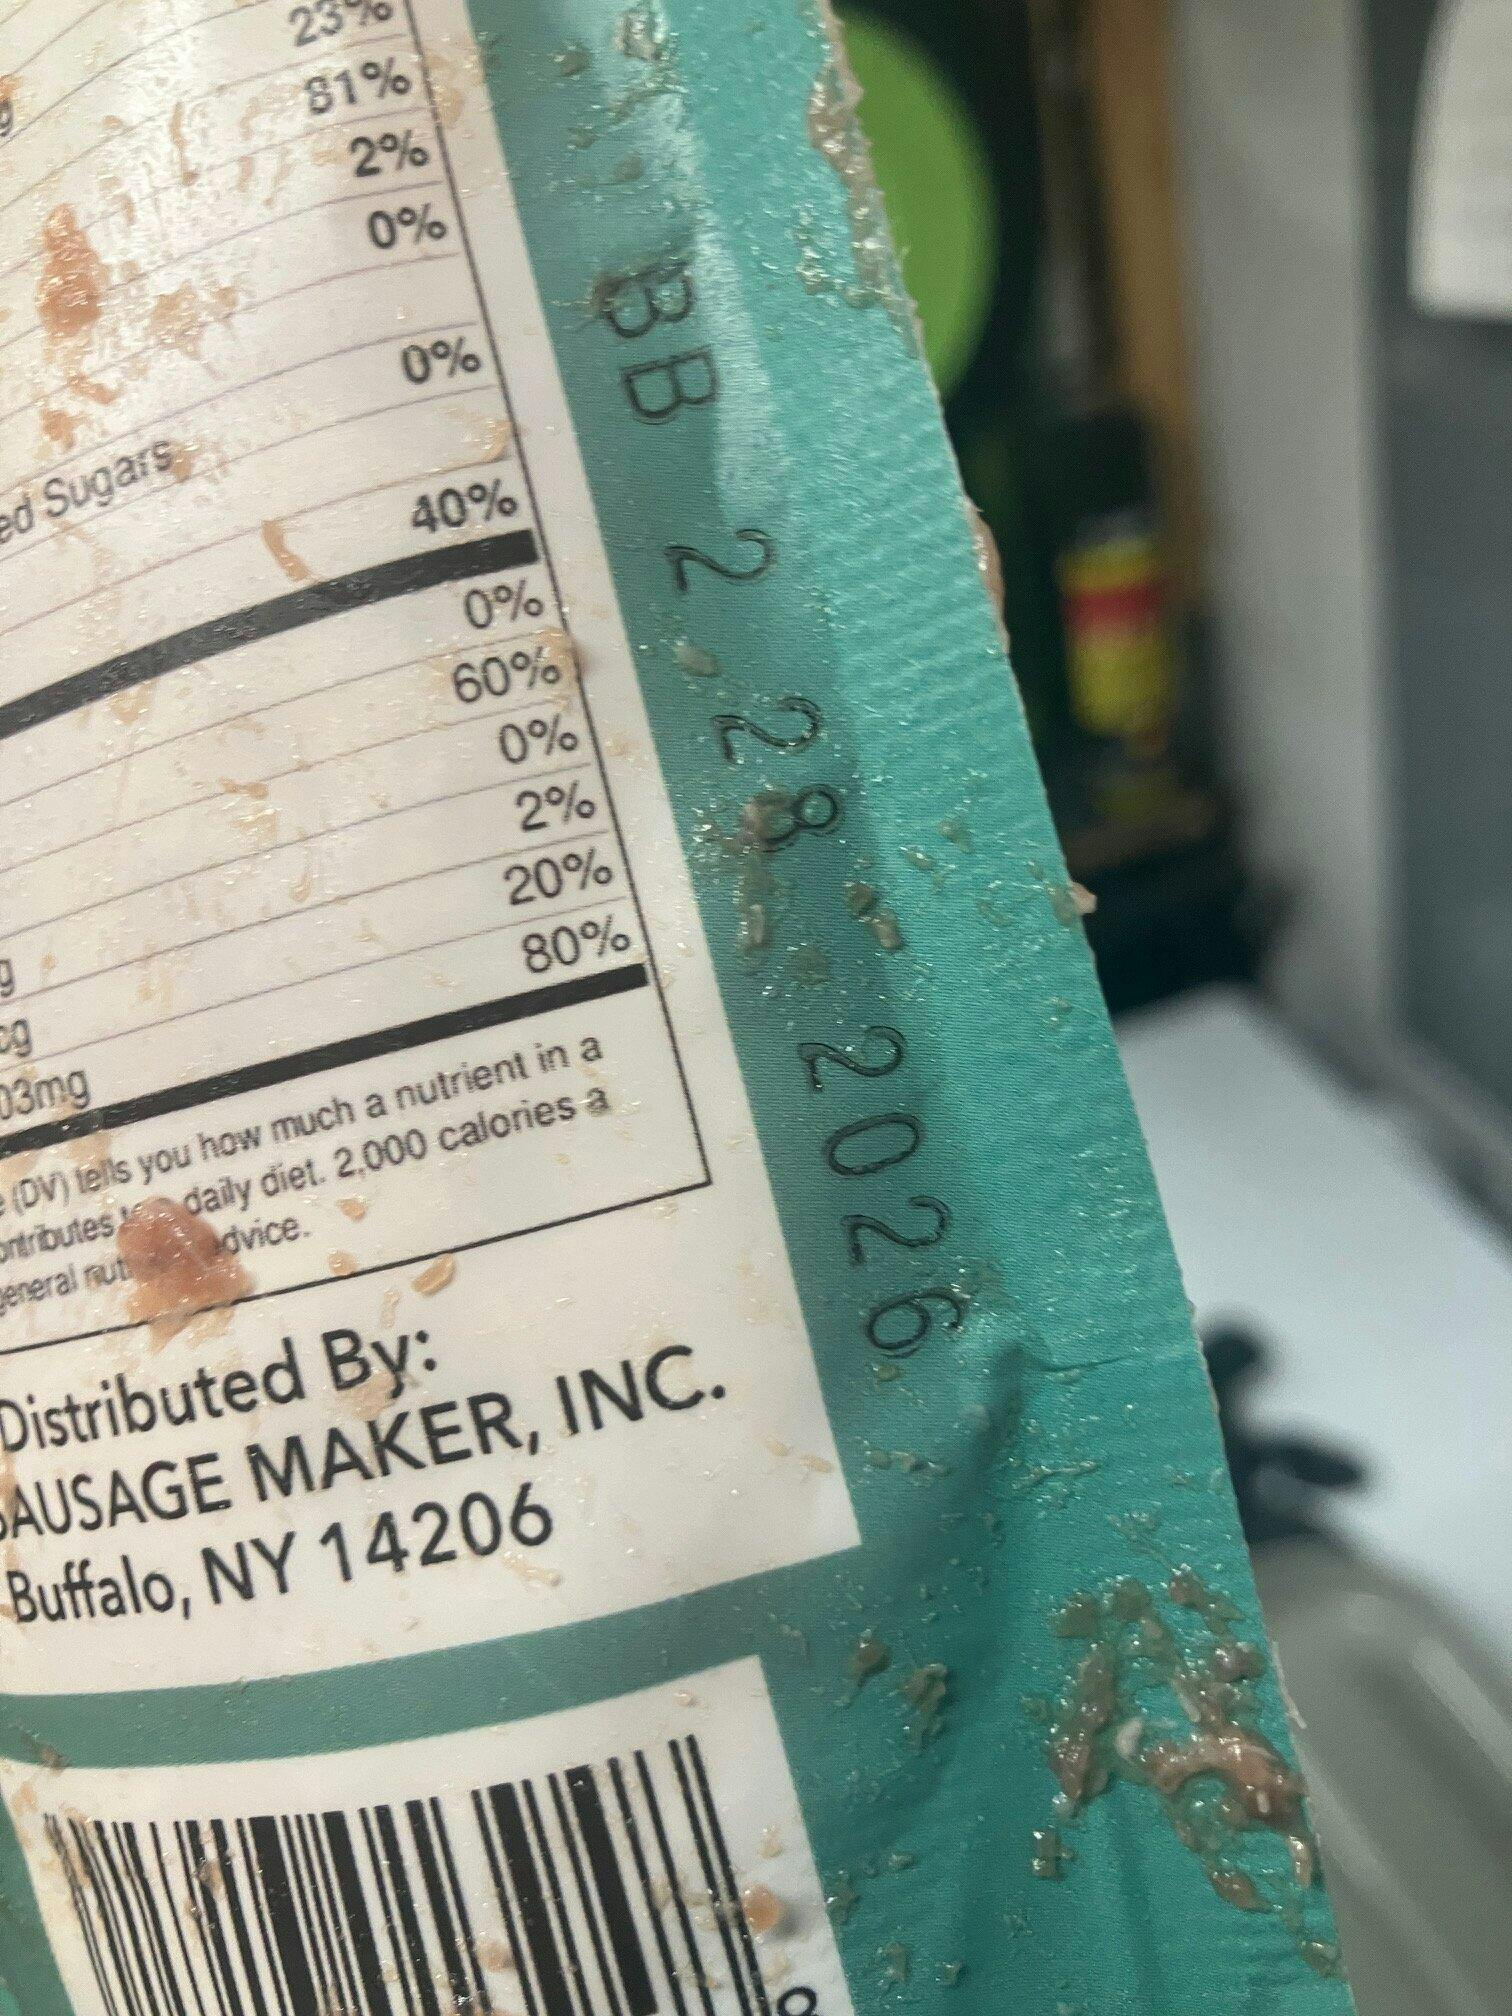 23%
81%
2%
0%
0%
ed Sugars
40%
0%
60%
0%
2%
20%
80%
g
cg
03mg
(DV) tells you how much a nutrient in a
daily diet. 2,000 calories a
general
Distributed By:
SAUSAGE MAKER, INC.
Buffalo, NY 14206
BB 2 28 2026